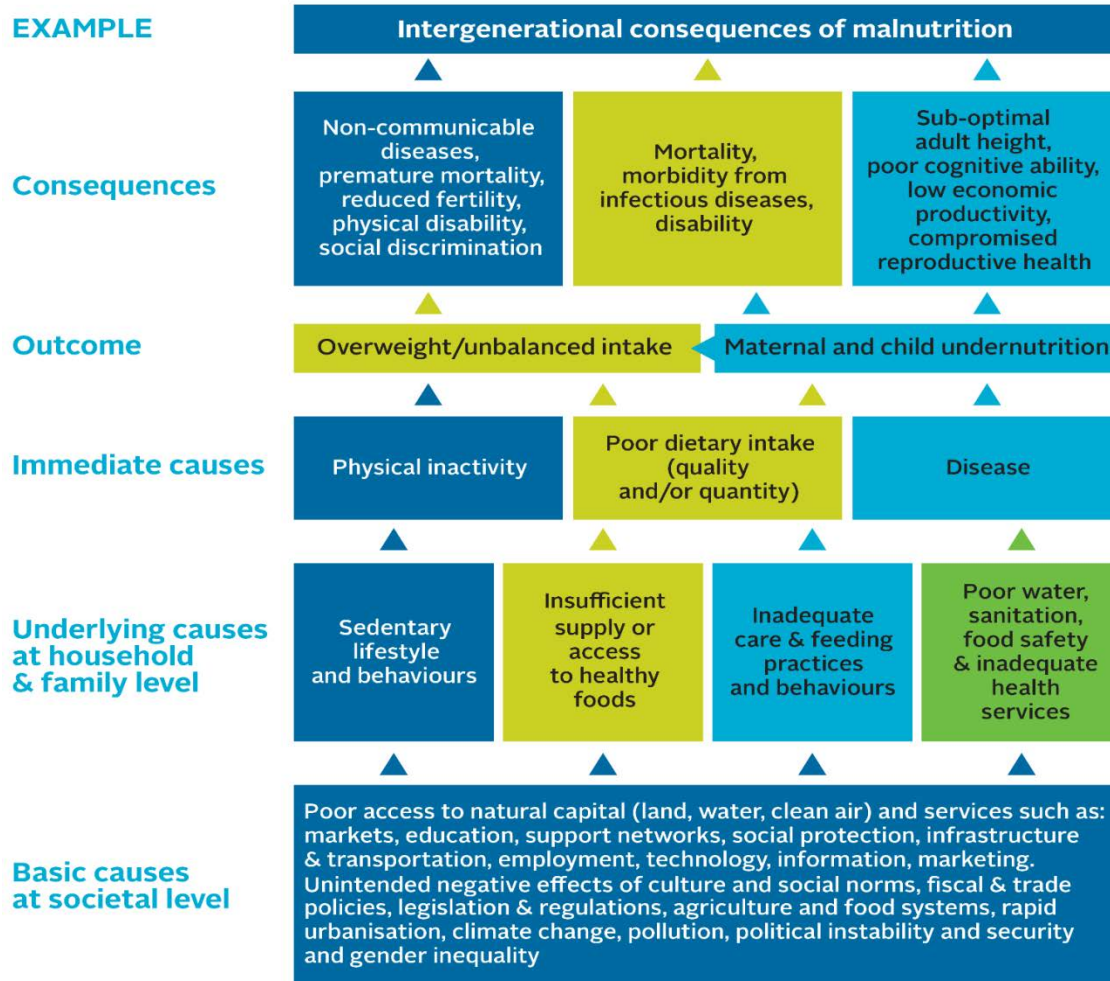 EXAMPLE
Intergenerational consequences of malnutrition
Consequences
Non-communicable
diseases,
premature mortality,
reduced fertility,
physical disability,
social discrimination
Mortality,
morbidity from
infectious diseases,
disability
Sub-optimal
adult height,
poor cognitive ability,
low economic
productivity,
compromised
reproductive health
Outcome
Overweight/unbalanced intake
Maternal and child undernutrition
Immediate causes
Physical inactivity
Poor dietary intake
(quality
and/or quantity)
Disease
Underlying causes
at household
& family level
Sedentary
lifestyle
and behaviours
Insufficient
supply or
access
to healthy
foods
Inadequate
care & feeding
practices
and behaviours
Poor water,
sanitation,
food safety
& inadequate
health
services
Basic causes
at societal level
Poor access to natural capital (land, water, clean air) and services such as:
markets, education, support networks, social protection, infrastructure
& transportation, employment, technology, information, marketing.
Unintended negative effects of culture and social norms, fiscal & trade
policies, legislation & regulations, agriculture and food systems, rapid
urbanisation, climate change, pollution, political instability and security
and gender inequality